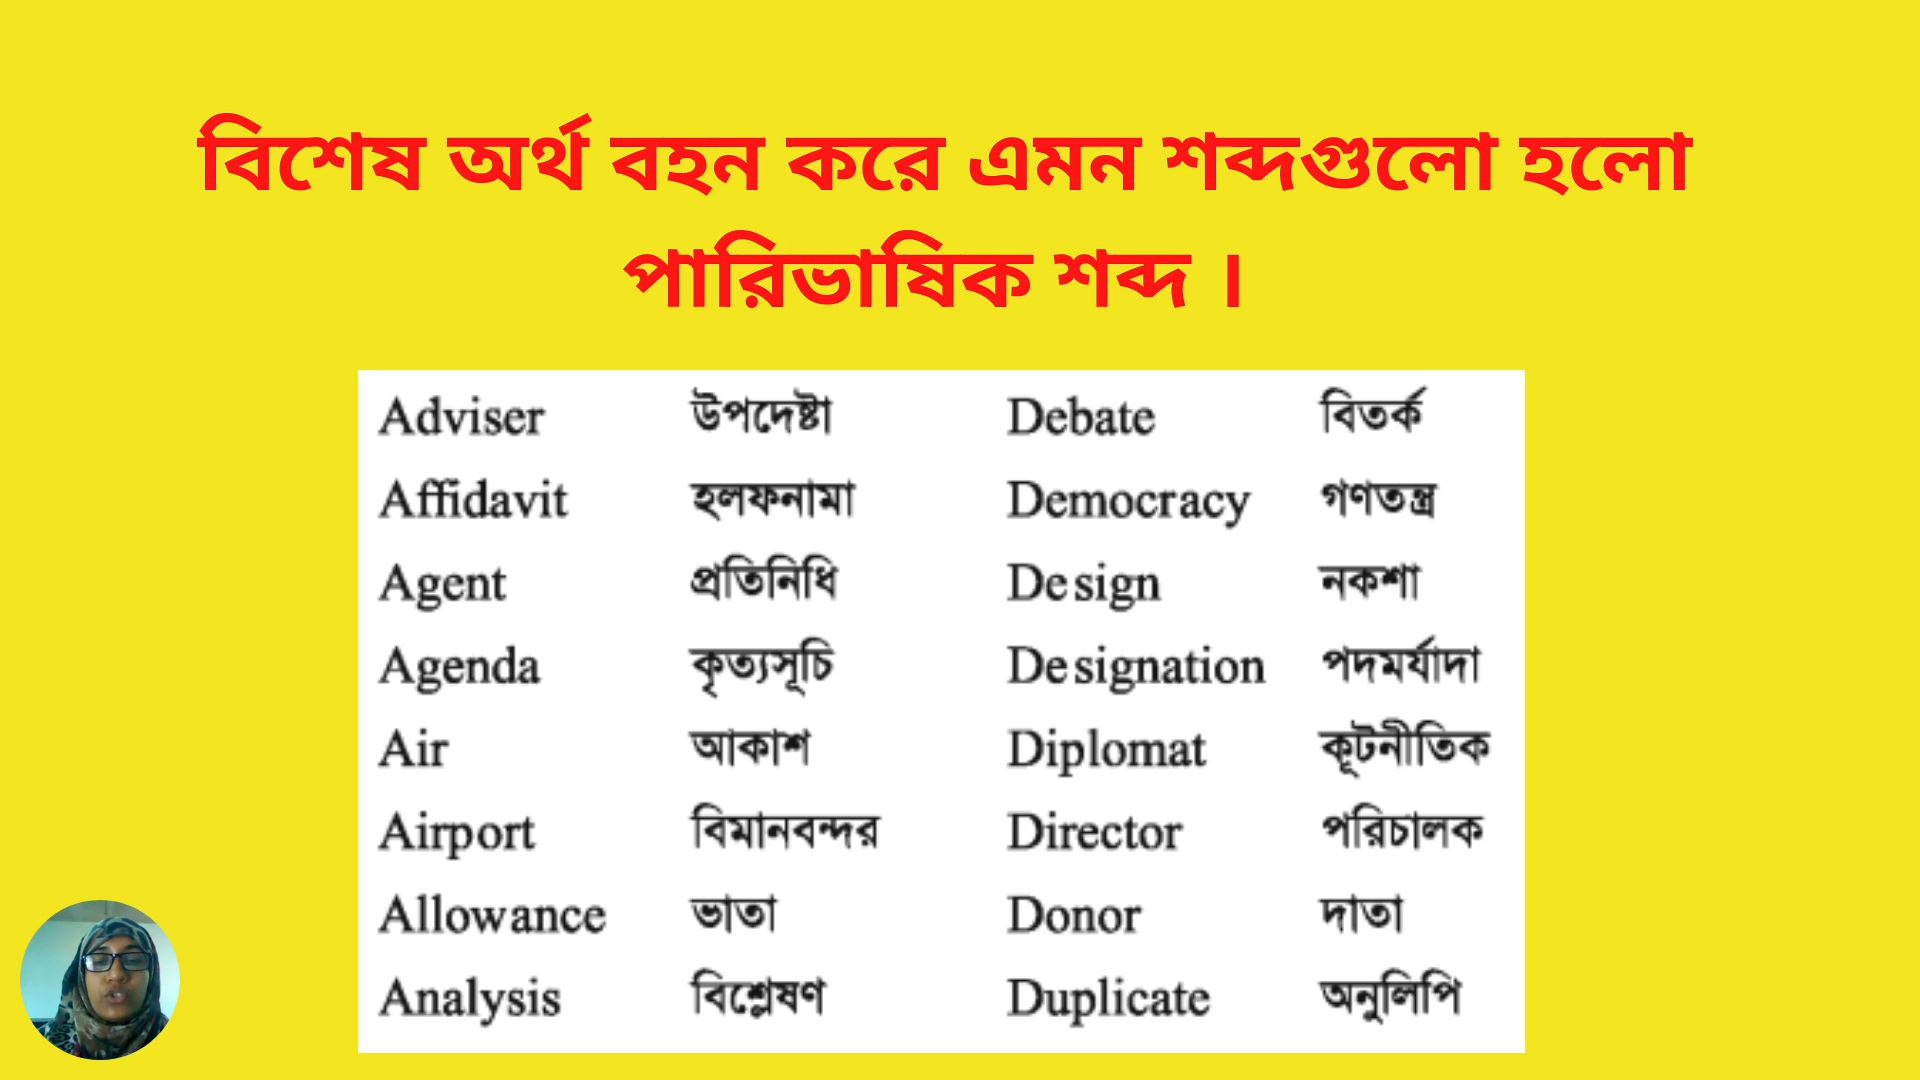 বিশেষ অর্থ বহন করে এমন শব্দগুলো হলো
পারিভাষিক শব্দ ।
Adviser উপদেষ্টা Debate বিতর্ক
Affidavit হলফনামা Democracy গণতন্ত্র
Agent প্রতিনিধি Design নকশা
Agenda কৃত্যসূচি Designation পদমর্যাদা
Air আকাশ Diplomat কূটনীতিক
Airport বিমানবন্দর Director পরিচালক
Allowance ভাতা Donor দাতা
Analysis বিশ্লেষণ Duplicate অনুলিপি